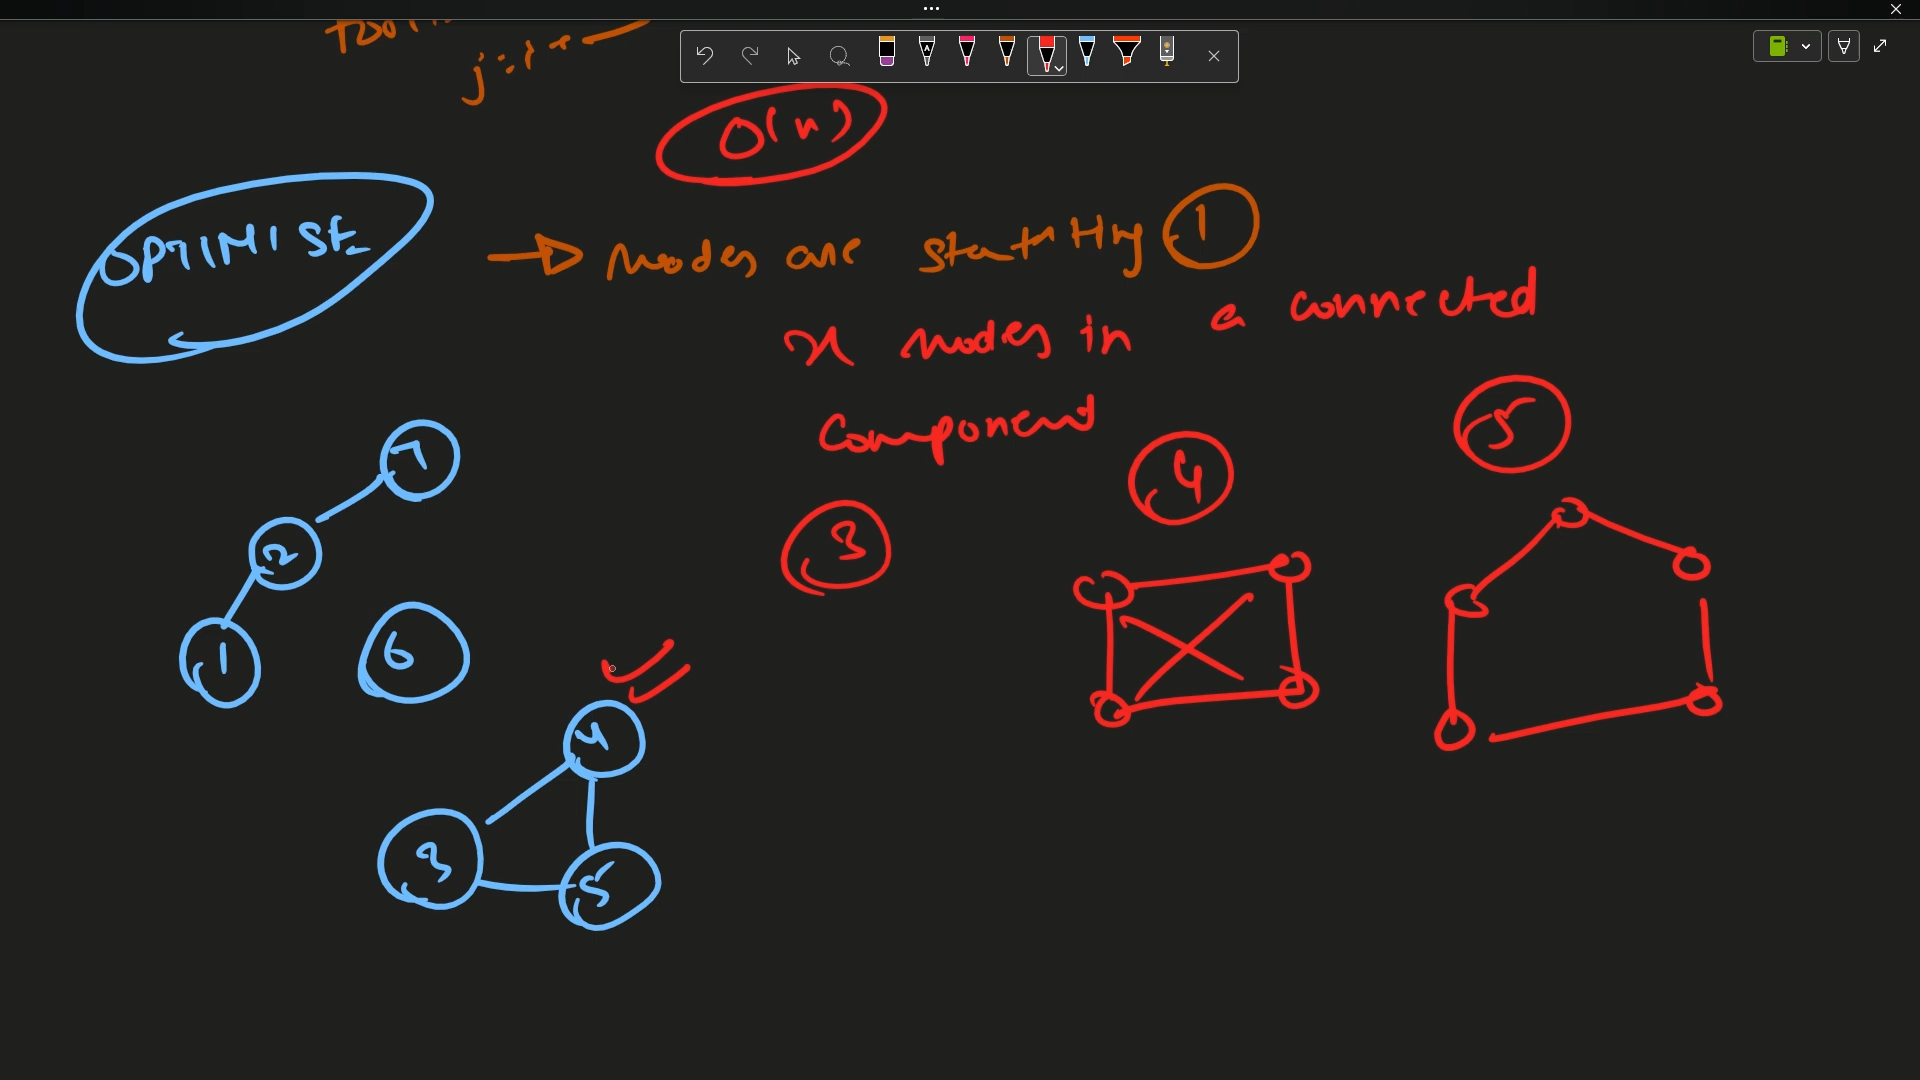 O(n)
OPTIMISE
nodes are starting 1
x nodes in a connected
component
7
2
1
6
4
3
5
3
4
5